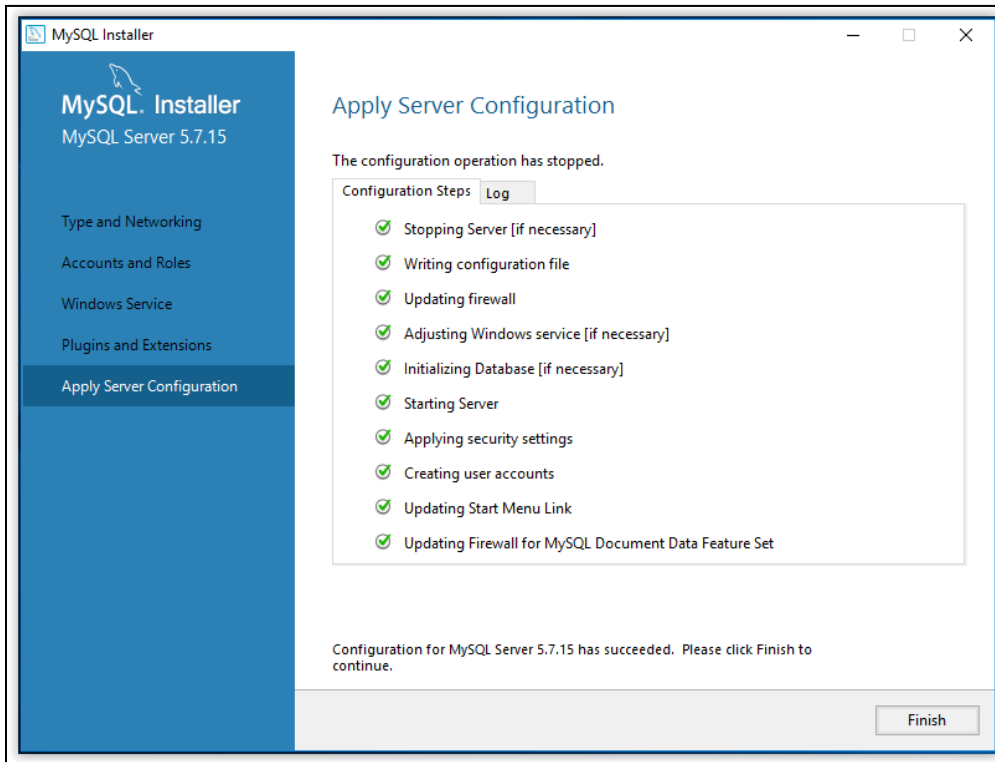 MySQL Installer
MySQL. Installer
MySQL Server 5.7.15
Type and Networking
Accounts and Roles
Windows Service
Plugins and Extensions
Apply Server Configuration
Apply Server Configuration
The configuration operation has stopped.
Configuration Steps
Log
Stopping Server [if necessary]
Writing configuration file
Updating firewall
Adjusting Windows service [if necessary]
Initializing Database [if necessary]
Starting Server
Applying security settings
Creating user accounts
Updating Start Menu Link
Updating Firewall for MySQL Document Data Feature Set
Configuration for MySQL Server 5.7.15 has succeeded. Please click Finish to
continue.
Finish